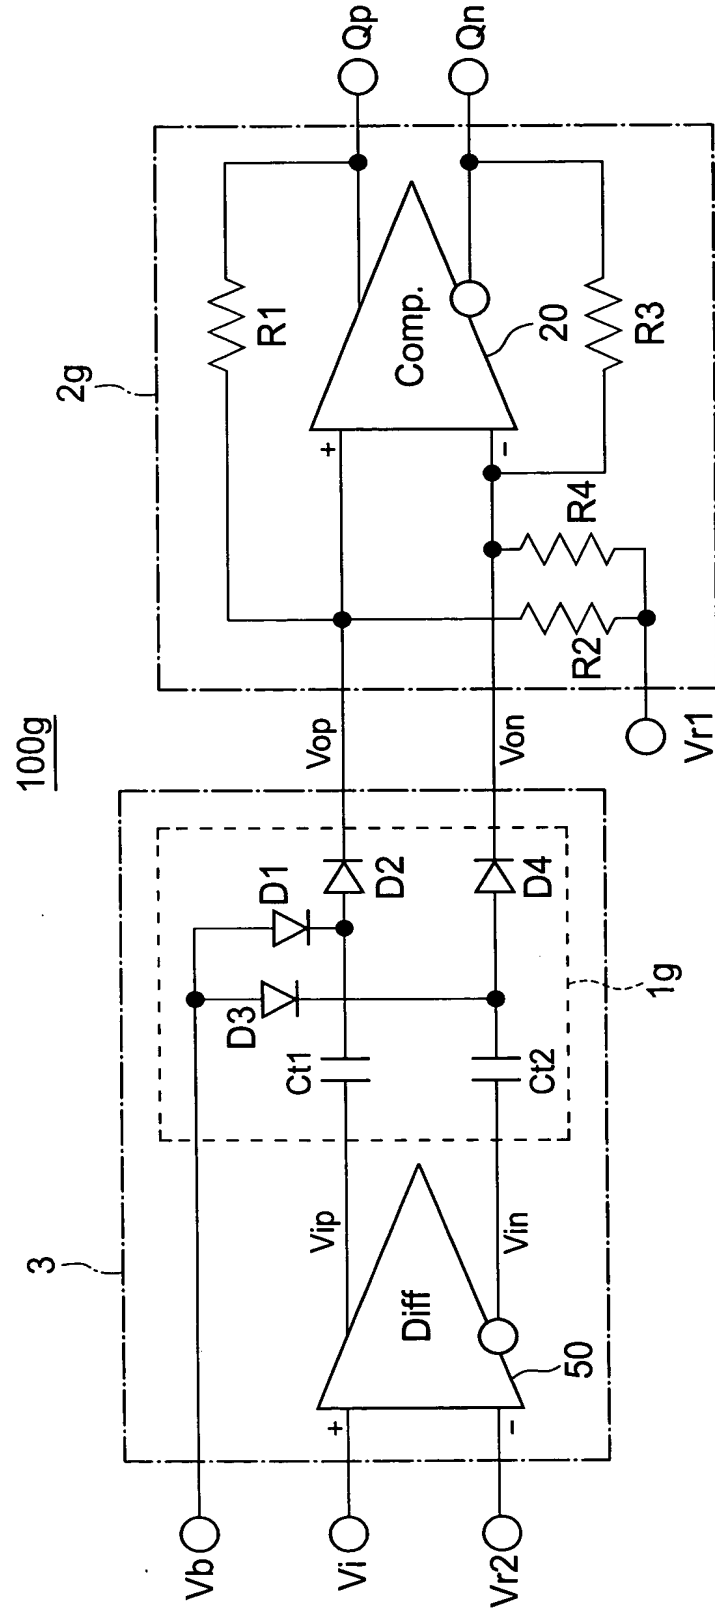 100g
3
2g
Vb
Vi
Vr2
+
-
Diff
50
Vip
Vin
Ct1
Ct2
D3
D1
D2
D4
1g
Vop
Von
Vr1
R1
R2
R4
R3
+
-
Comp.
20
Qp
Qn